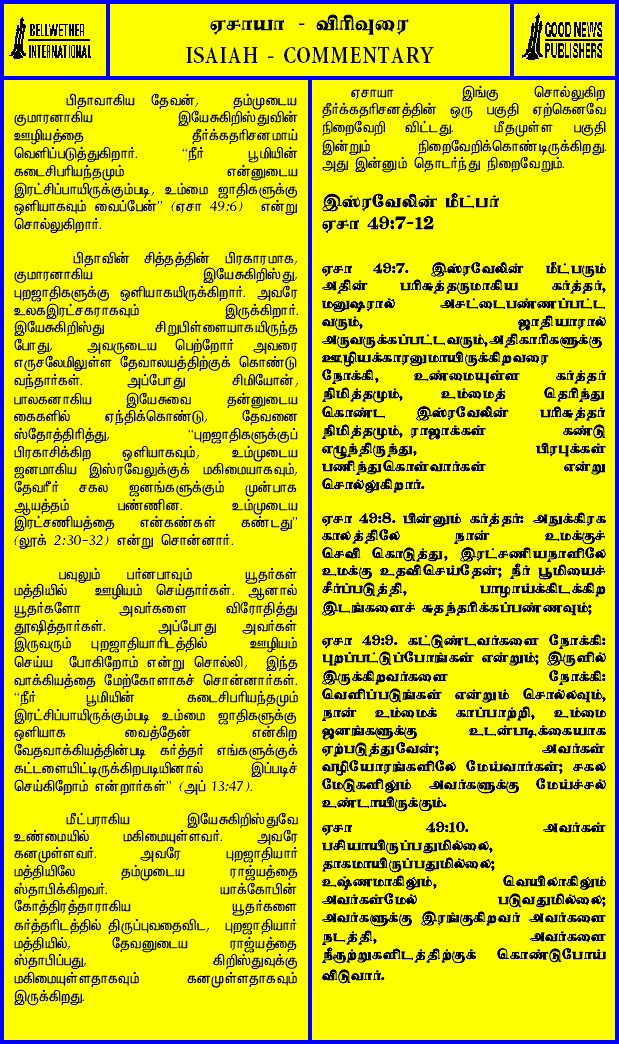 BELLWETHER
INTERNATIONAL
ஏசாயா - விரிவுரை
ISAIAH - COMMENTARY
GOOD NEWS
PUBLISHERS
பிதாவாகிய தேவன், தம்முடைய
குமாரனாகிய இயேசுகிறிஸ்துவின்
ஊழியத்தை தீர்க்கதரிசனமாய்
வெளிப்படுத்துகிறார். “நீர் பூமியின்
கடைசிபரியந்தமும் என்னுடைய
இரட்சிப்பாயிருக்கும்படி, உம்மை ஜாதிகளுக்கு
ஒளியாகவும் வைப்பேன்” (ஏசா 49:6) என்று
சொல்லுகிறார்.
பிதாவின் சித்தத்தின் பிரகாரமாக,
குமாரனாகிய இயேசுகிறிஸ்து,
புறஜாதிகளுக்கு ஒளியாகயிருக்கிறார். அவரே
உலகஇரட்சகராகவும் இருக்கிறார்.
இயேசுகிறிஸ்து சிறுபிள்ளையாகயிருந்த
போது, அவருடைய பெற்றோர் அவரை
எருசலேமிலுள்ள தேவாலயத்திற்குக் கொண்டு
வந்தார்கள். அப்போது சிமியோன்,
பாலகனாகிய இயேசுவை தன்னுடைய
கைகளில் ஏந்திக்கொண்டு, தேவனை
ஸ்தோத்திரித்து, “புறஜாதிகளுக்குப்
பிரகாசிக்கிற ஒளியாகவும், உம்முடைய
ஜனமாகிய இஸ்ரவேலுக்குக் மகிமையாகவும்,
தேவரீர் சகல ஜனங்களுக்கும் முன்பாக
ஆயத்தம் பண்ணின. உம்முடைய
இரட்சணியத்தை என்கண்கள் கண்டது”
(லூக் 2:30-32) என்று சொன்னார்.
பவுலும் பர்னபாவும் யூதர்கள்
மத்தியில் ஊழியம் செய்தார்கள். ஆனால்
யூதர்களோ அவர்களை விரோதித்து
தூஷித்தார்கள். அப்போது அவர்கள்
இருவரும் புறஜாதியாரிடத்தில் ஊழியம்
செய்ய போகிறோம் என்று சொல்லி, இந்த
வாக்கியத்தை மேற்கோளாகச் சொன்னார்கள்.
“நீர் பூமியின் கடைசிபரியந்தமும்
இரட்சிப்பாயிருக்கும்படி உம்மை ஜாதிகளுக்கு
ஒளியாக வைத்தேன் என்கிற
வேதவாக்கியத்தின்படி கர்த்தர் எங்களுக்குக்
கட்டளையிட்டிருக்கிறபடியினால் இப்படிச்
செய்கிறோம் என்றார்கள்” (அப் 13:47).
மீட்பராகிய இயேசுகிறிஸ்துவே
உண்மையில் மகிமையுள்ளவர். அவரே
கனமுள்ளவர். அவரே புறஜாதியார்
மத்தியிலே தம்முடைய ராஜ்யத்தை
ஸ்தாபிக்கிறவர். யாக்கோபின்
கோத்திரத்தாராகிய யூதர்களை
கர்த்தரிடத்தில் திருப்புவதைவிட, புறஜாதியார்
மத்தியில், தேவனுடைய ராஜ்யத்தை
ஸ்தாபிப்பது, கிறிஸ்துவுக்கு
மகிமையுள்ளதாகவும் கனமுள்ளதாகவும்
இருக்கிறது.
ஏசாயா இங்கு சொல்லுகிற
தீர்க்கதரிசனத்தின் ஒரு பகுதி ஏற்கெனவே
நிறைவேறி விட்டது. மீதமுள்ள பகுதி
இன்றும் நிறைவேறிக்கொண்டிருக்கிறது.
அது இன்னும் தொடர்ந்து நிறைவேறும்.
இஸ்ரவேலின் மீட்பர்
ஏசா 49:7-12
ஏசா 49:7. இஸ்ரவேலின் மீட்பரும்
அதின் பரிசுத்தருமாகிய கர்த்தர்,
மனுஷரால் அசட்டைபண்ணப்பட்ட
வரும், ஜாதியாரால்
அருவருக்கப்பட்டவரும்,அதிகாரிகளுக்கு
ஊழியக்காரனுமாயிருக்கிறவரை
நோக்கி, உண்மையுள்ள கர்த்தர்
நிமித்தமும், உம்மைத் தெரிந்து
கொண்ட இஸ்ரவேலின் பரிசுத்தர்
நிமித்தமும், ராஜாக்கள் கண்டு
எழுந்திருந்து, பிரபுக்கள்
பணிந்துகொள்வார்கள் என்று
சொல்லுகிறார்.
ஏசா 49:8. பின்னும் கர்த்தர்: அநுக்கிரக
காலத்திலே நான் உமக்குச்
செவி கொடுத்து, இரட்சணியநாளிலே
உமக்கு உதவிசெய்தேன்; நீர் பூமியைச்
சீர்ப்படுத்தி, பாழாய்க்கிடக்கிற
இடங்களைச் சுதந்தரிக்கப்பண்ணவும்;
ஏசா 49:9. கட்டுண்டவர்களை நோக்கி:
புறப்பட்டுப்போங்கள் என்றும்; இருளில்
இருக்கிறவர்களை நோக்கி:
வெளிப்படுங்கள் என்றும் சொல்லவும்,
நான் உம்மைக் காப்பாற்றி, உம்மை
ஜனங்களுக்கு உடன்படிக்கையாக
ஏற்படுத்துவேன்; அவர்கள்
வழியோரங்களிலே மேய்வார்கள்; சகல
மேடுகளிலும் அவர்களுக்கு மேய்ச்சல்
உண்டாயிருக்கும்.
ஏசா 49:10. அவர்கள்
பசியாயிருப்பதுமில்லை,
தாகமாயிருப்பதுமில்லை;
உஷ்ணமாகிலும், வெயிலாகிலும்
அவர்கள்மேல் படுவதுமில்லை;
அவர்களுக்கு இரங்குகிறவர் அவர்களை
நடத்தி, அவர்களை
நீரூற்றுகளிடத்திற்குக் கொண்டுபோய்
விடுவார்.